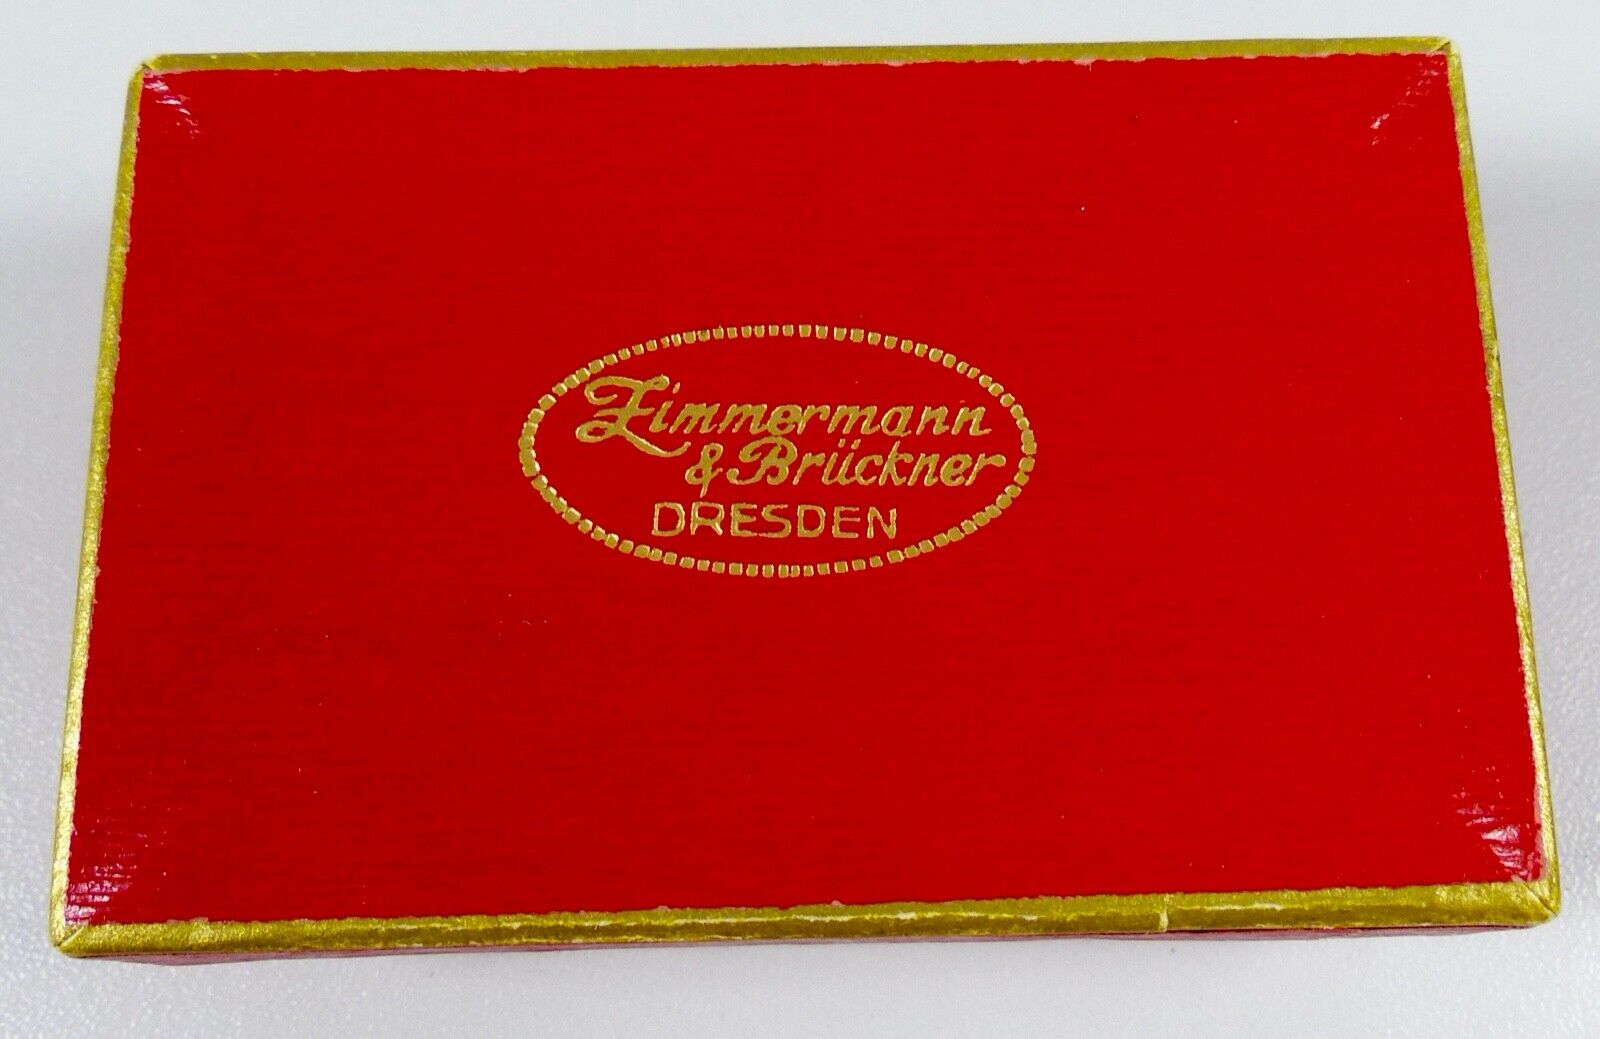 Zimmermann
& Brückner
DRESDEN